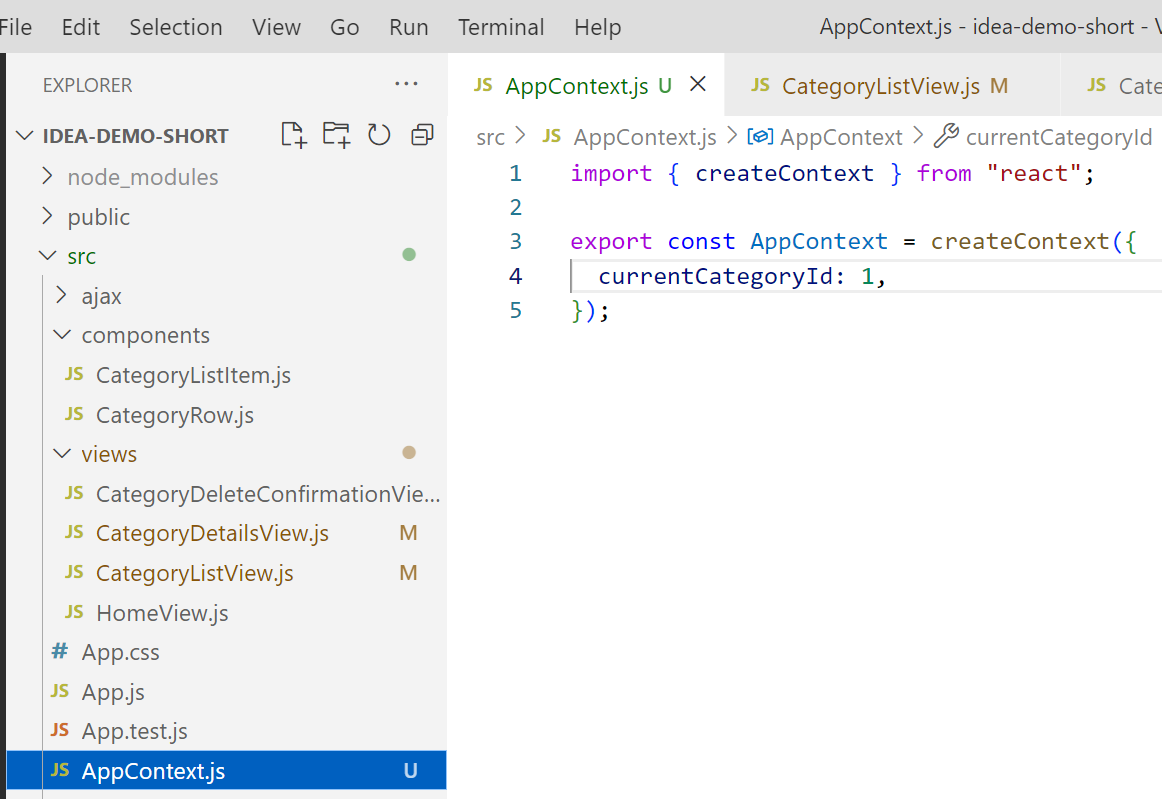 File Edit Selection View Go Run Terminal Help AppContext.js - idea-demo-short -
EXPLORER ...
JS AppContext.js U JS CategoryListView.js M JS Cate
IDEA-DEMO-SHORT
src > JS AppContext.js > AppContext > currentCategoryId
node_modules
public
src
ajax
components
JS CategoryListItem.js
JS CategoryRow.js
views
JS CategoryDeleteConfirmationVie...
JS CategoryDetailsView.js M
JS CategoryListView.js M
JS HomeView.js
# App.css
JS App.js
JS App.test.js
JS AppContext.js U
1 import { createContext } from "react";
2
3 export const AppContext = createContext({
4 currentCategoryId: 1,
5 });